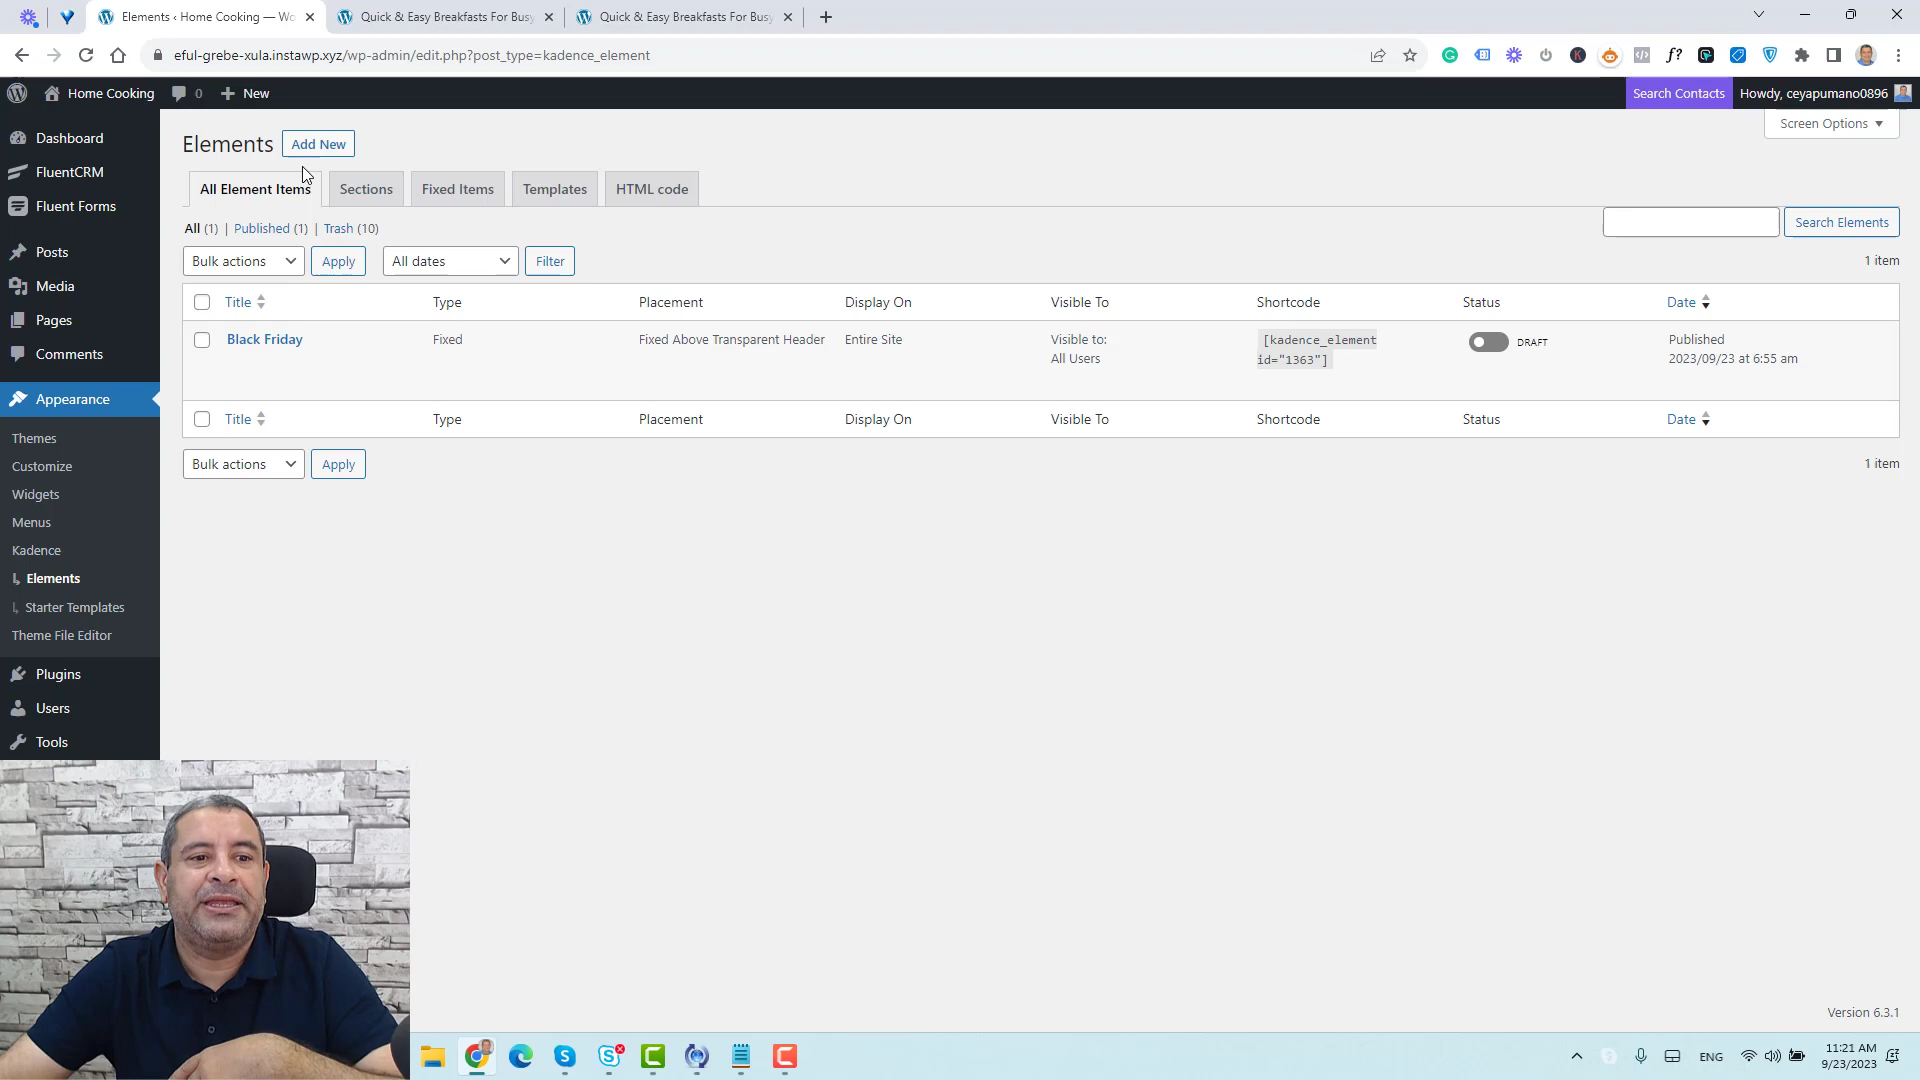 Elements ‹ Home Cooking — Wo
Quick & Easy Breakfasts For Busy
Quick & Easy Breakfasts For Busy
eful-grebe-xula.instawp.xyz/wp-admin/edit.php?post_type=kadence_element
Home Cooking
0
New
Search Contacts
Howdy, ceyapumano0896
Screen Options
Dashboard
FluentCRM
Fluent Forms
Posts
Media
Pages
Comments
Appearance
Themes
Customize
Widgets
Menus
Kadence
Elements
Starter Templates
Theme File Editor
Plugins
Users
Tools
Elements
Add New
All Element Items
Sections
Fixed Items
Templates
HTML code
All (1) | Published (1) | Trash (10)
Search Elements
Bulk actions
Apply
All dates
Filter
1 item
Title
Type
Placement
Display On
Visible To
Shortcode
Status
Date
Black Friday
Fixed
Fixed Above Transparent Header
Entire Site
Visible to:
All Users
[kadence_element
id="1363"]
DRAFT
Published
2023/09/23 at 6:55 am
Title
Type
Placement
Display On
Visible To
Shortcode
Status
Date
Bulk actions
Apply
1 item
Version 6.3.1
ENG
11:21 AM
9/23/2023